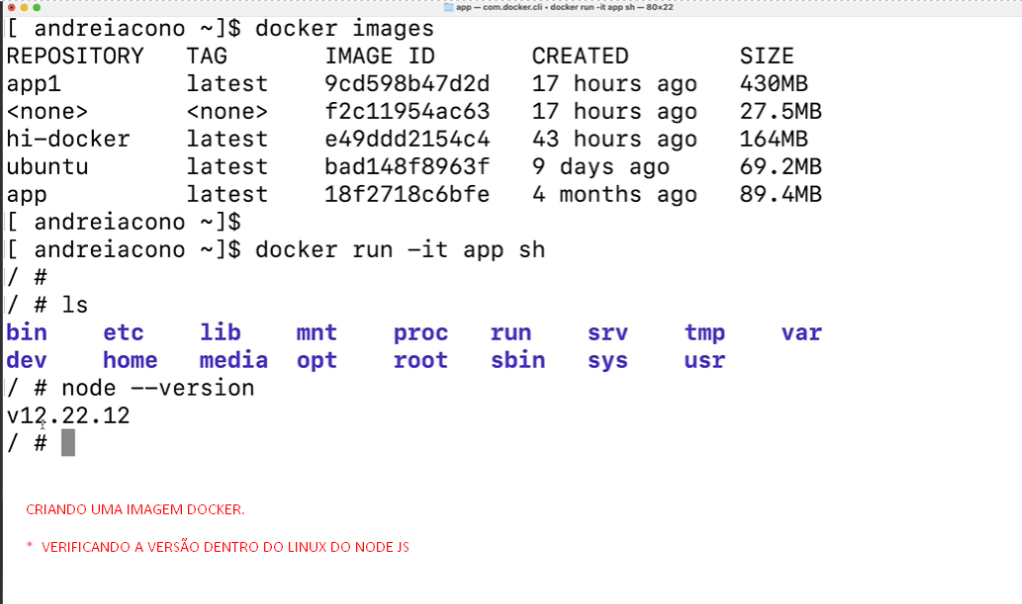 app — com.docker.cli • docker run -it app sh — 80×22
[ andreiacono ~]$ docker images
REPOSITORY TAG IMAGE ID CREATED SIZE
app1 latest 9cd598b47d2d 17 hours ago 430MB
<none> <none> f2c11954ac63 17 hours ago 27.5MB
hi-docker latest e49ddd2154c4 43 hours ago 164MB
ubuntu latest bad148f8963f 9 days ago 69.2MB
app latest 18f2718c6bfe 4 months ago 89.4MB
[ andreiacono ~]$
[ andreiacono ~]$ docker run -it app sh
/ #
/ # ls
bin etc lib mnt proc run srv tmp var
dev home media opt root sbin sys usr
/ # node --version
v12.22.12
/ #
CRIANDO UMA IMAGEM DOCKER.
* VERIFICANDO A VERSÃO DENTRO DO LINUX DO NODE JS